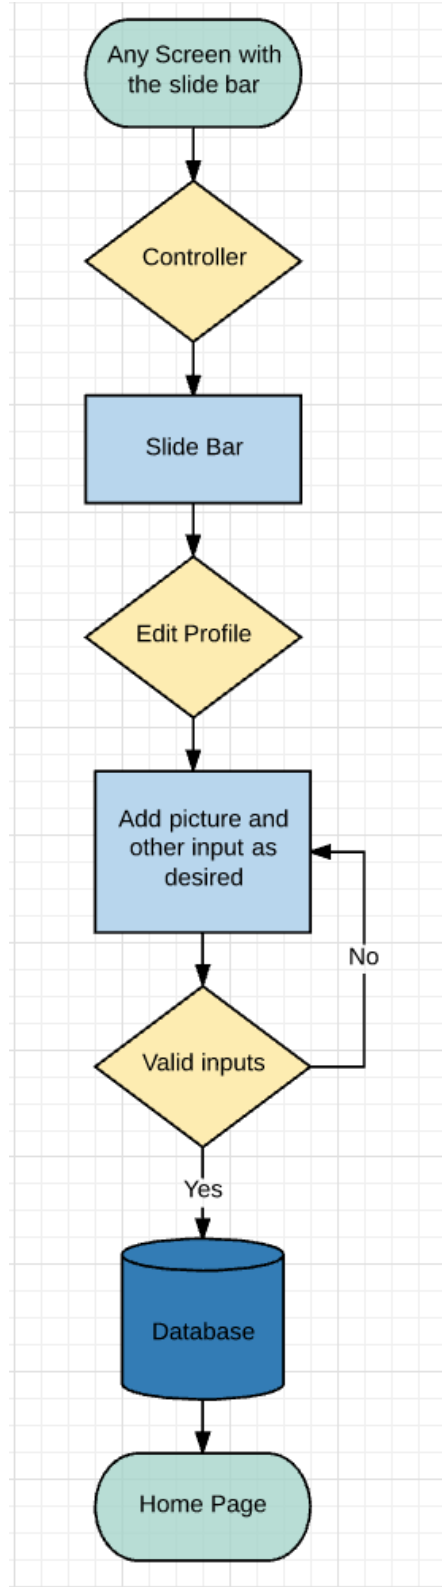 Any Screen with
the slide bar
Controller
Slide Bar
Edit Profile
Add picture and
other input as
desired
No
Valid inputs
Yes
Database
Home Page